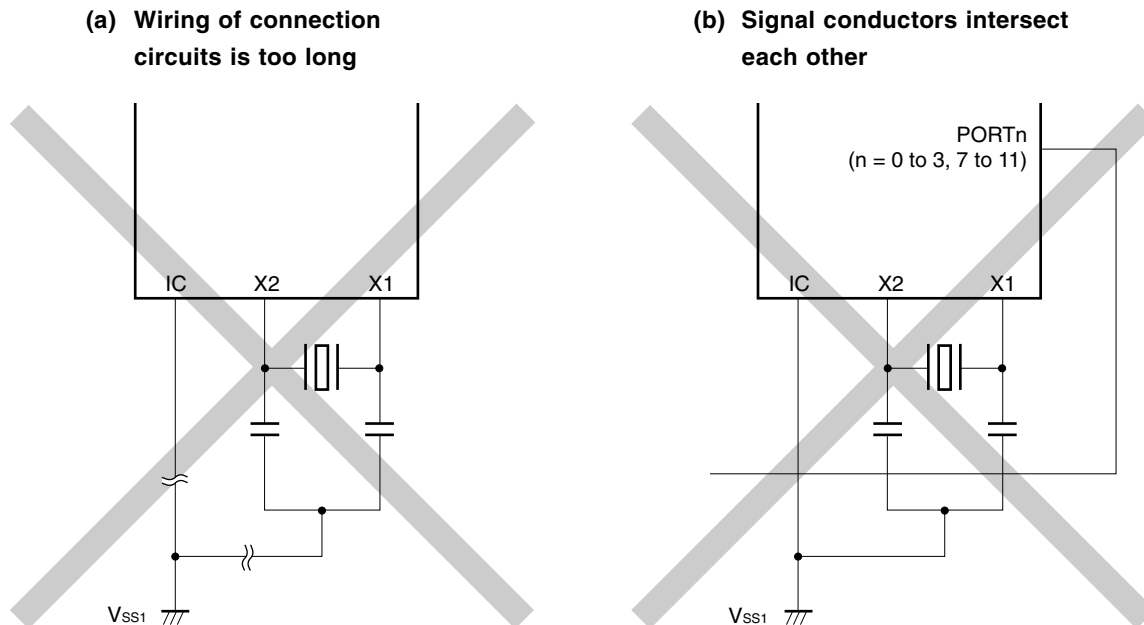 (a) Wiring of connection
circuits is too long
IC
X2
X1
VSS1
(b) Signal conductors intersect
each other
PORTn
(n = 0 to 3, 7 to 11)
IC
X2
X1
VSS1